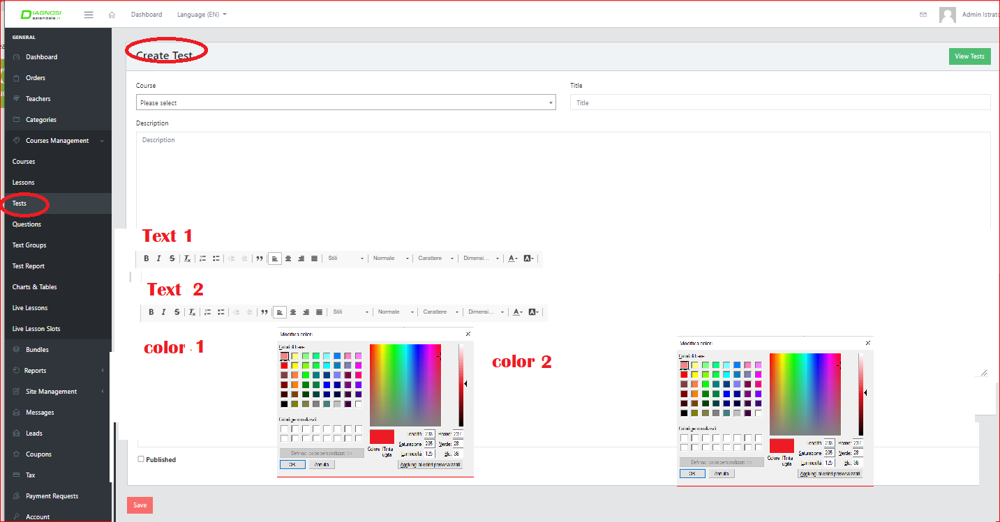 DIAGNOSI
aziendale.it
Dashboard
Language (EN)
Admin Istrato
GENERAL
Dashboard
Orders
Teachers
Categories
Courses Management
Courses
Lessons
Tests
Questions
Text Groups
Test Report
Charts & Tables
Live Lessons
Live Lesson Slots
Bundles
Reports
Site Management
Messages
Leads
Coupons
Tax
Payment Requests
Account
Create Test
View Tests
Course
Title
Please select
Title
Description
Description
Text 1
B I S Ix Stili Normale Carattere Dimensi... A A
Text 2
B I S Ix Stili Normale Carattere Dimensi... A A
color 1
Modifica colori
Colori di base
Colori personalizzati
Definisci colori personalizzati >>
OK Annulla
Colore |Tinta unita
Tonalità: 238 Rosso: 237
Saturazione: 205 Verde: 28
Luminosità: 125 Blu: 36
Aggiungi ai colori personalizzati
color 2
Modifica colori
Colori di base
Colori personalizzati
Definisci colori personalizzati >>
OK Annulla
Colore |Tinta unita
Tonalità: 238 Rosso: 237
Saturazione: 205 Verde: 28
Luminosità: 125 Blu: 36
Aggiungi ai colori personalizzati
Published
Save